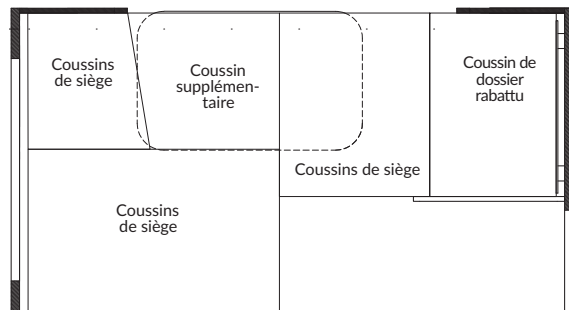 Coussins
de siège
Coussin
supplémen-
taire
Coussin de
dossier
rabattu
Coussins de siège
Coussins
de siège